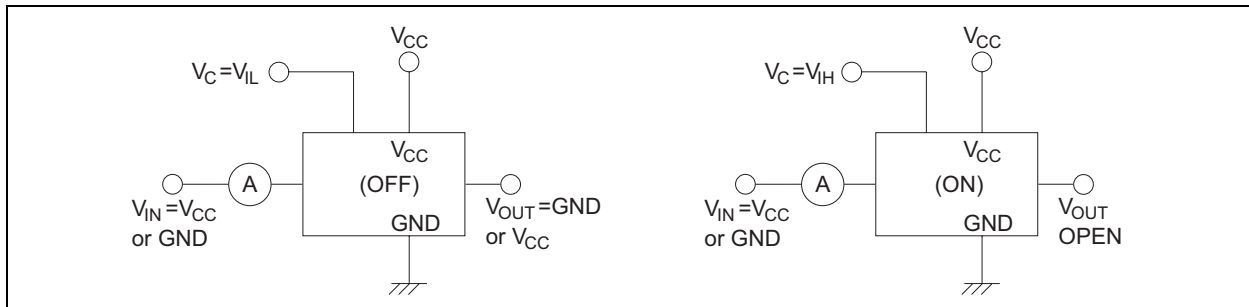 VCC
VC=VIL
VCC
A
(OFF)
VIN=VCC
or GND
GND
VOUT=GND
or VCC
VCC
VC=VIH
VCC
A
(ON)
VIN=VCC
or GND
GND
VOUT
OPEN